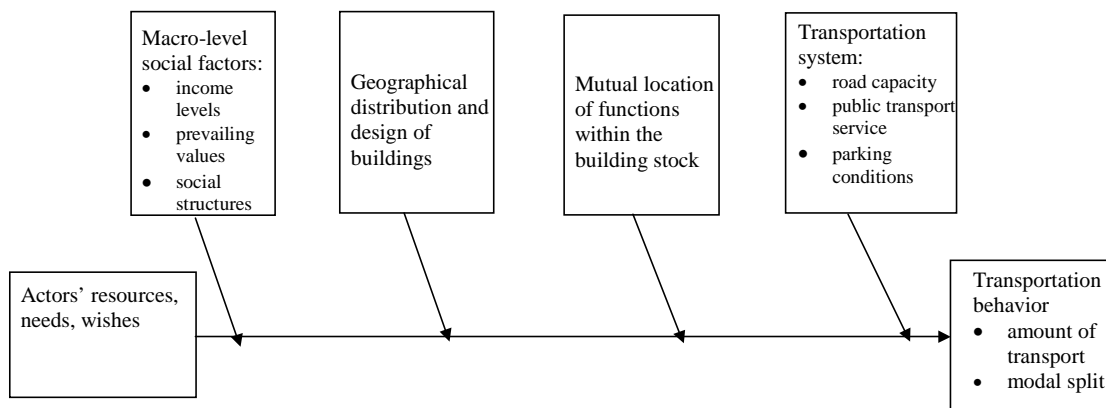 Macro-level
social factors:
• income
levels
• prevailing
values
• social
structures
Geographical
distribution and
design of
buildings
Mutual location
of functions
within the
building stock
Transportation
system:
• road capacity
• public transport
service
• parking
conditions
Actors’ resources,
needs, wishes
Transportation
behavior
• amount of
transport
• modal split